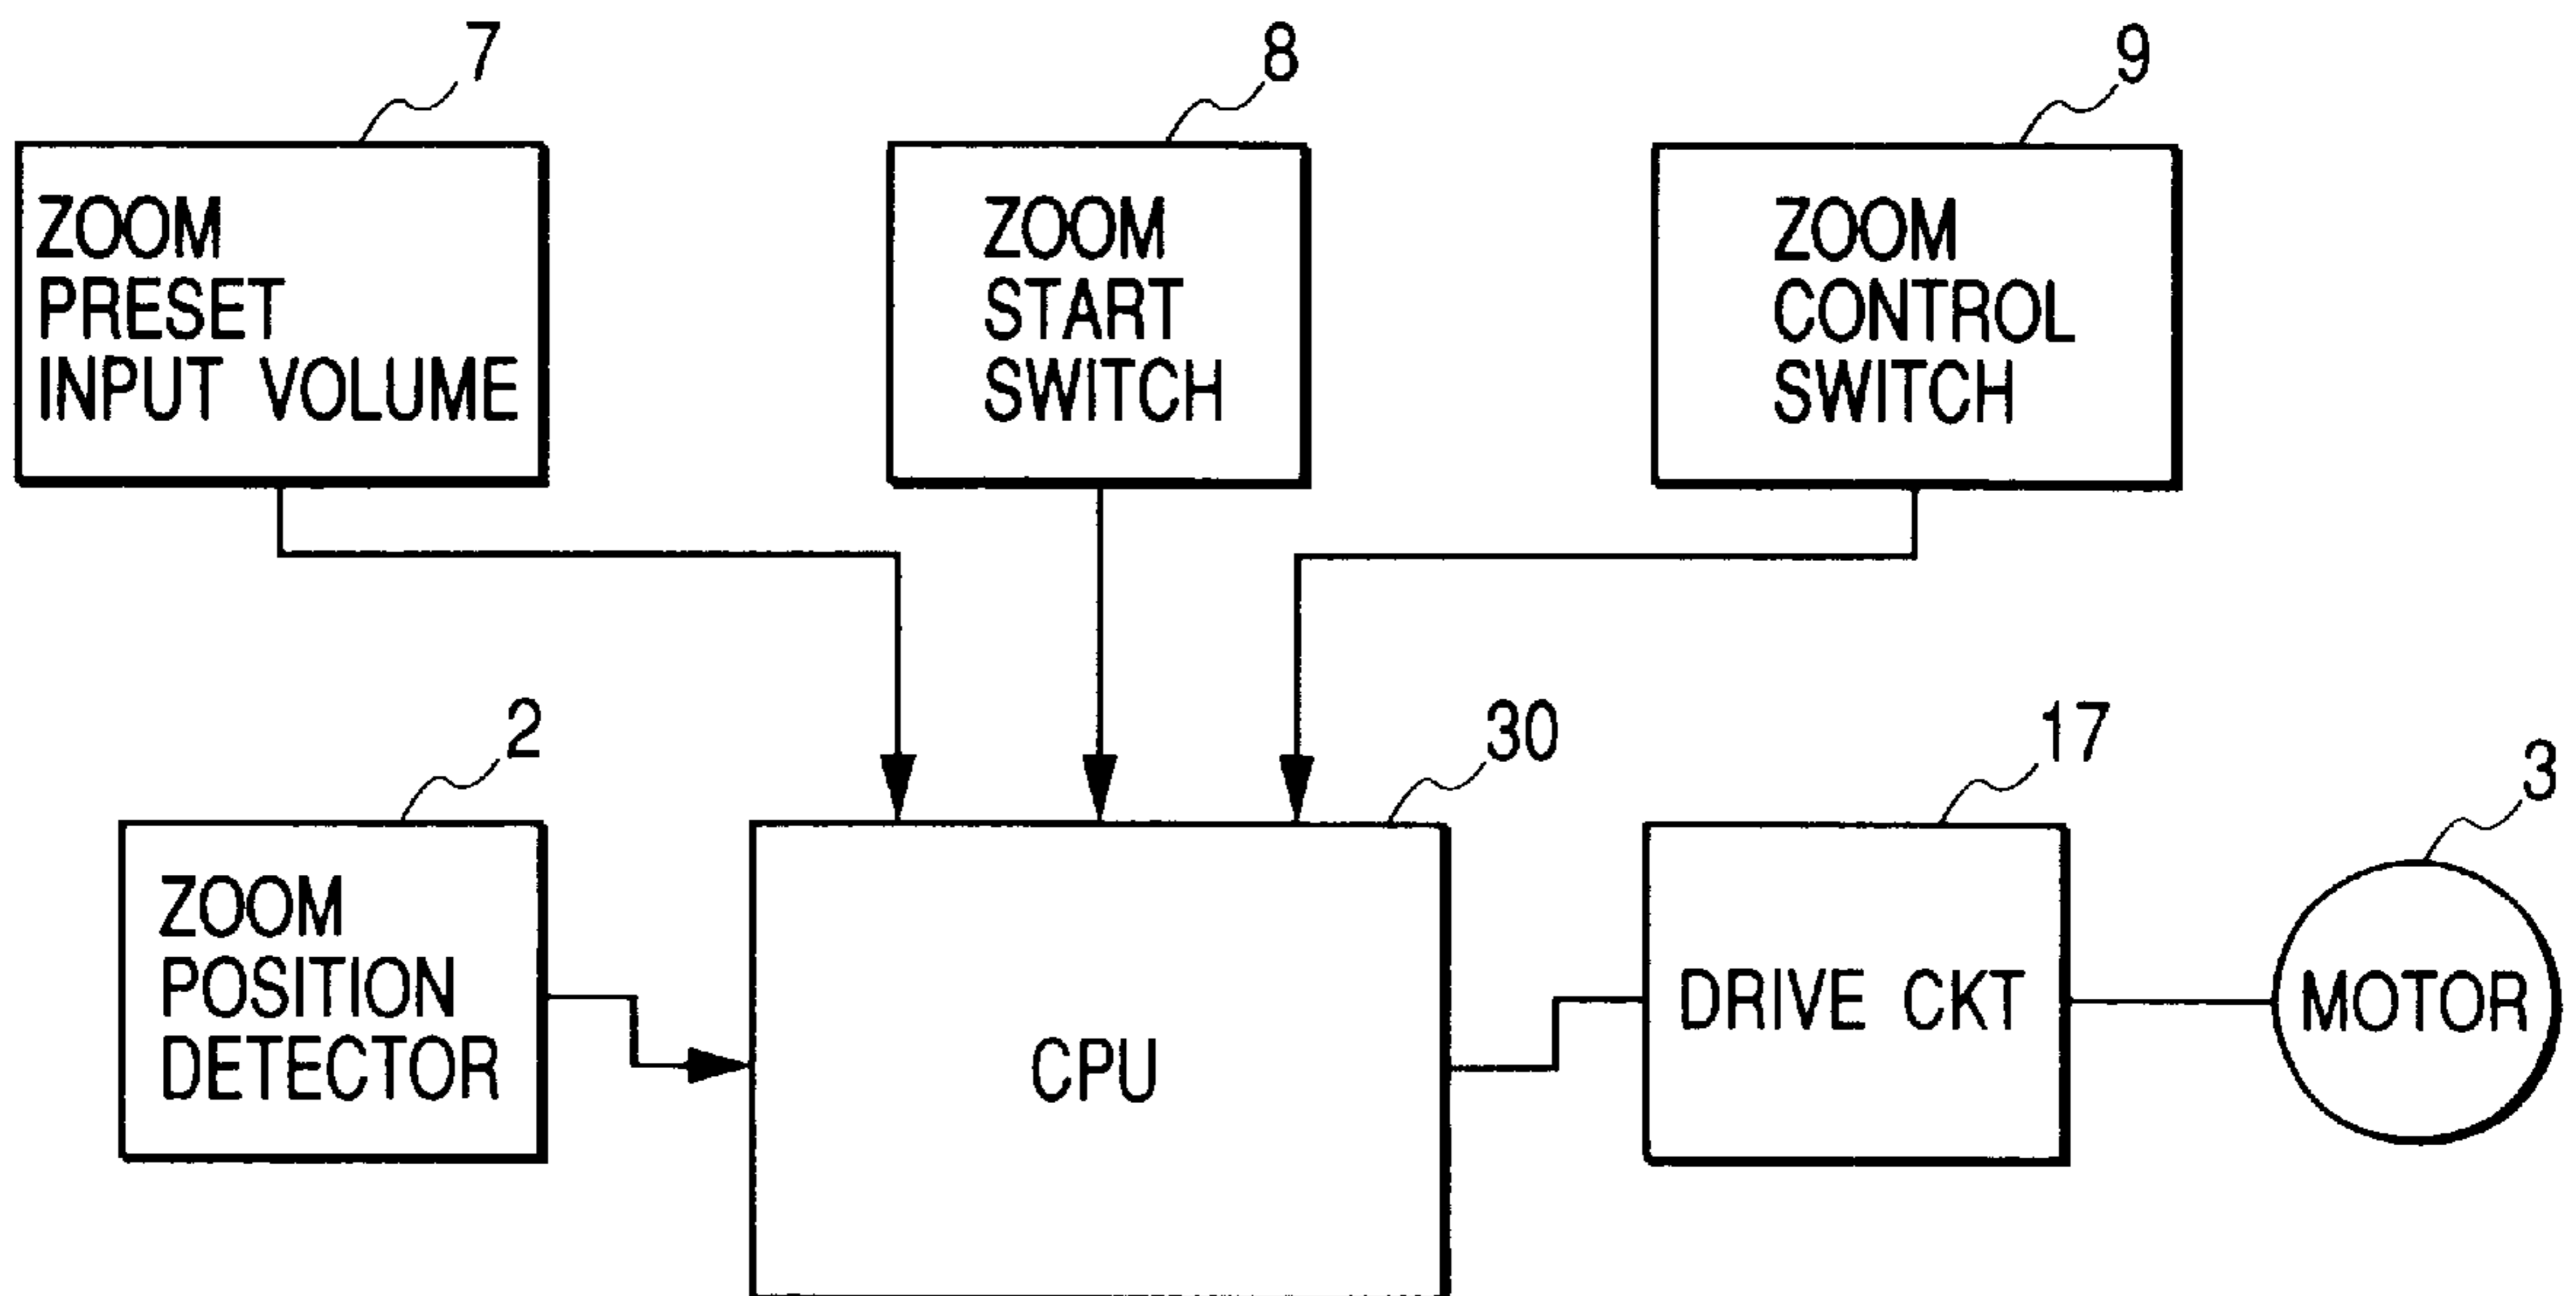 7
8
9
ZOOM
PRESET
INPUT VOLUME
ZOOM
START
SWITCH
ZOOM
CONTROL
SWITCH
2
30
17
3
ZOOM
POSITION
DETECTOR
CPU
DRIVE CKT
MOTOR